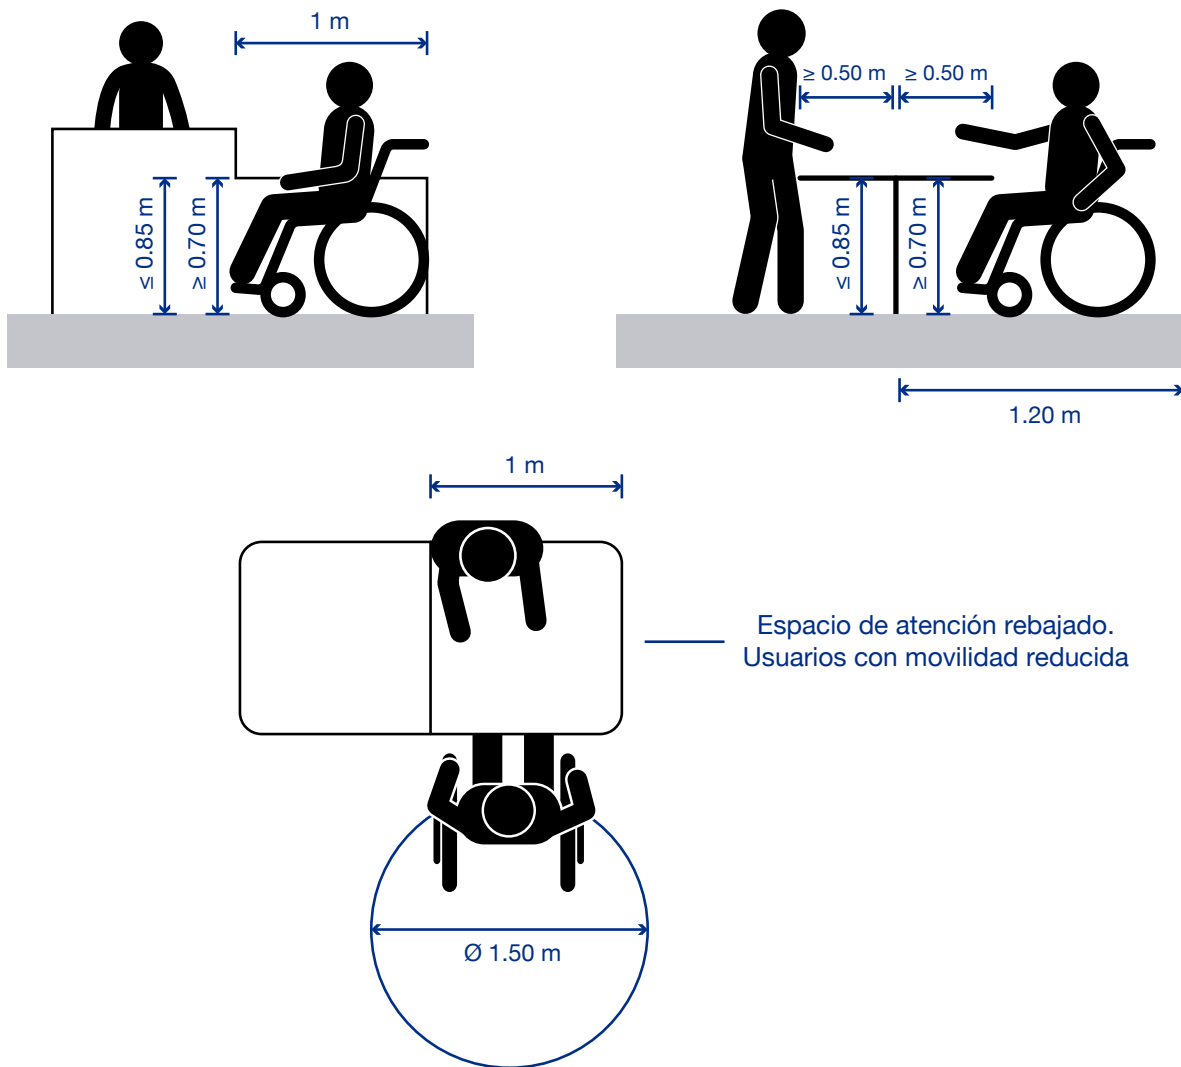 1 m
≤ 0.85 m
≥ 0.70 m
≥ 0.50 m
≥ 0.50 m
≤ 0.85 m
≥ 0.70 m
1.20 m
1 m
Espacio de atención rebajado.
Usuarios con movilidad reducida
Ø 1.50 m